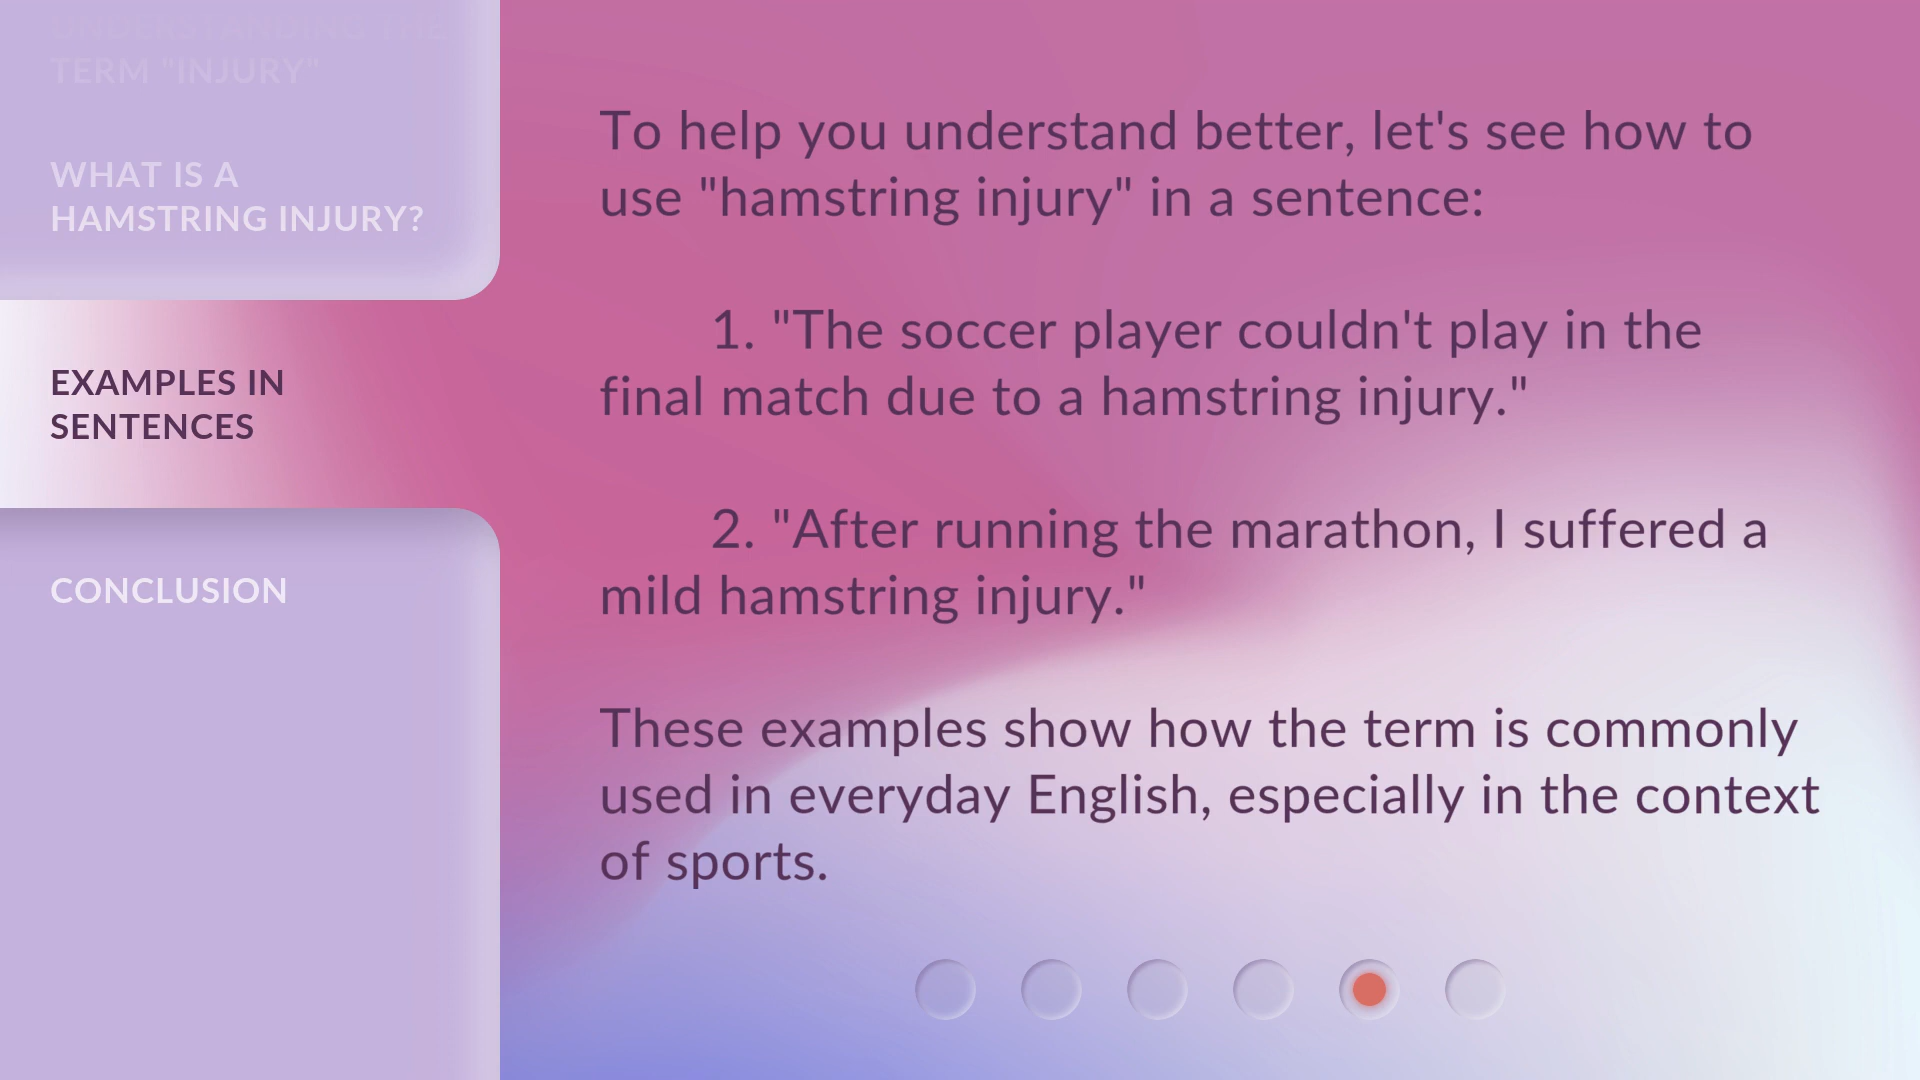 UNDERSTANDING THE
TERM "INJURY"
WHAT IS A
HAMSTRING INJURY?
EXAMPLES IN
SENTENCES
CONCLUSION
To help you understand better, let's see how to
use "hamstring injury" in a sentence:
1. "The soccer player couldn't play in the
final match due to a hamstring injury."
2. "After running the marathon, I suffered a
mild hamstring injury."
These examples show how the term is commonly
used in everyday English, especially in the context
of sports.